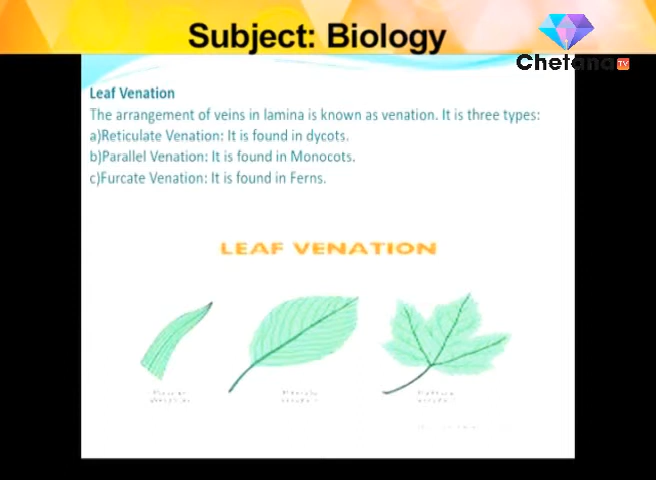 Subject: Biology
Chetana TV
Leaf Venation
The arrangement of veins in lamina is known as venation. It is three types:
a)Reticulate Venation: It is found in dycots.
b)Parallel Venation: It is found in Monocots.
c)Furcate Venation: It is found in Ferns.
LEAF VENATION